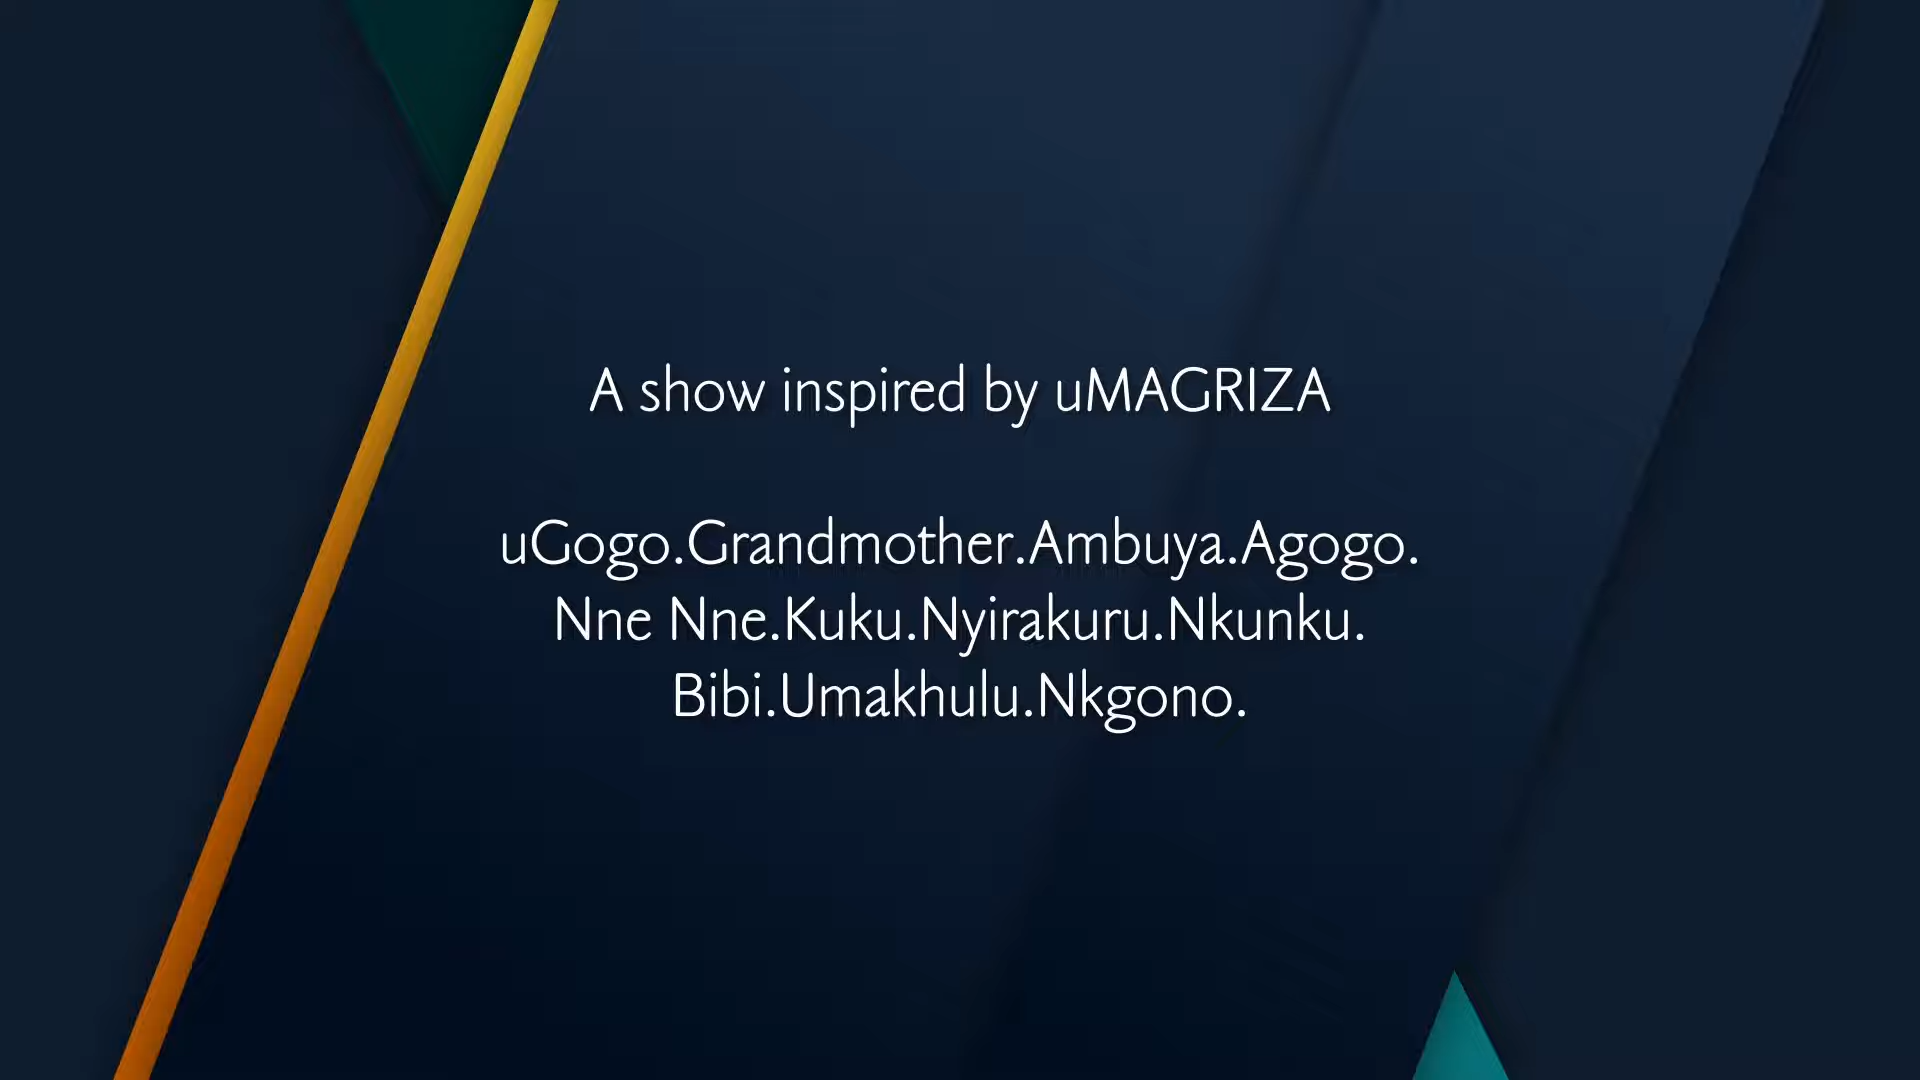 A show inspired by uMAGRIZA
uGogo.Grandmother.Ambuya.Agogo.
Nne Nne.Kuku.Nyirakuru.Nkunku.
Bibi.Umakhulu.Nkgono.